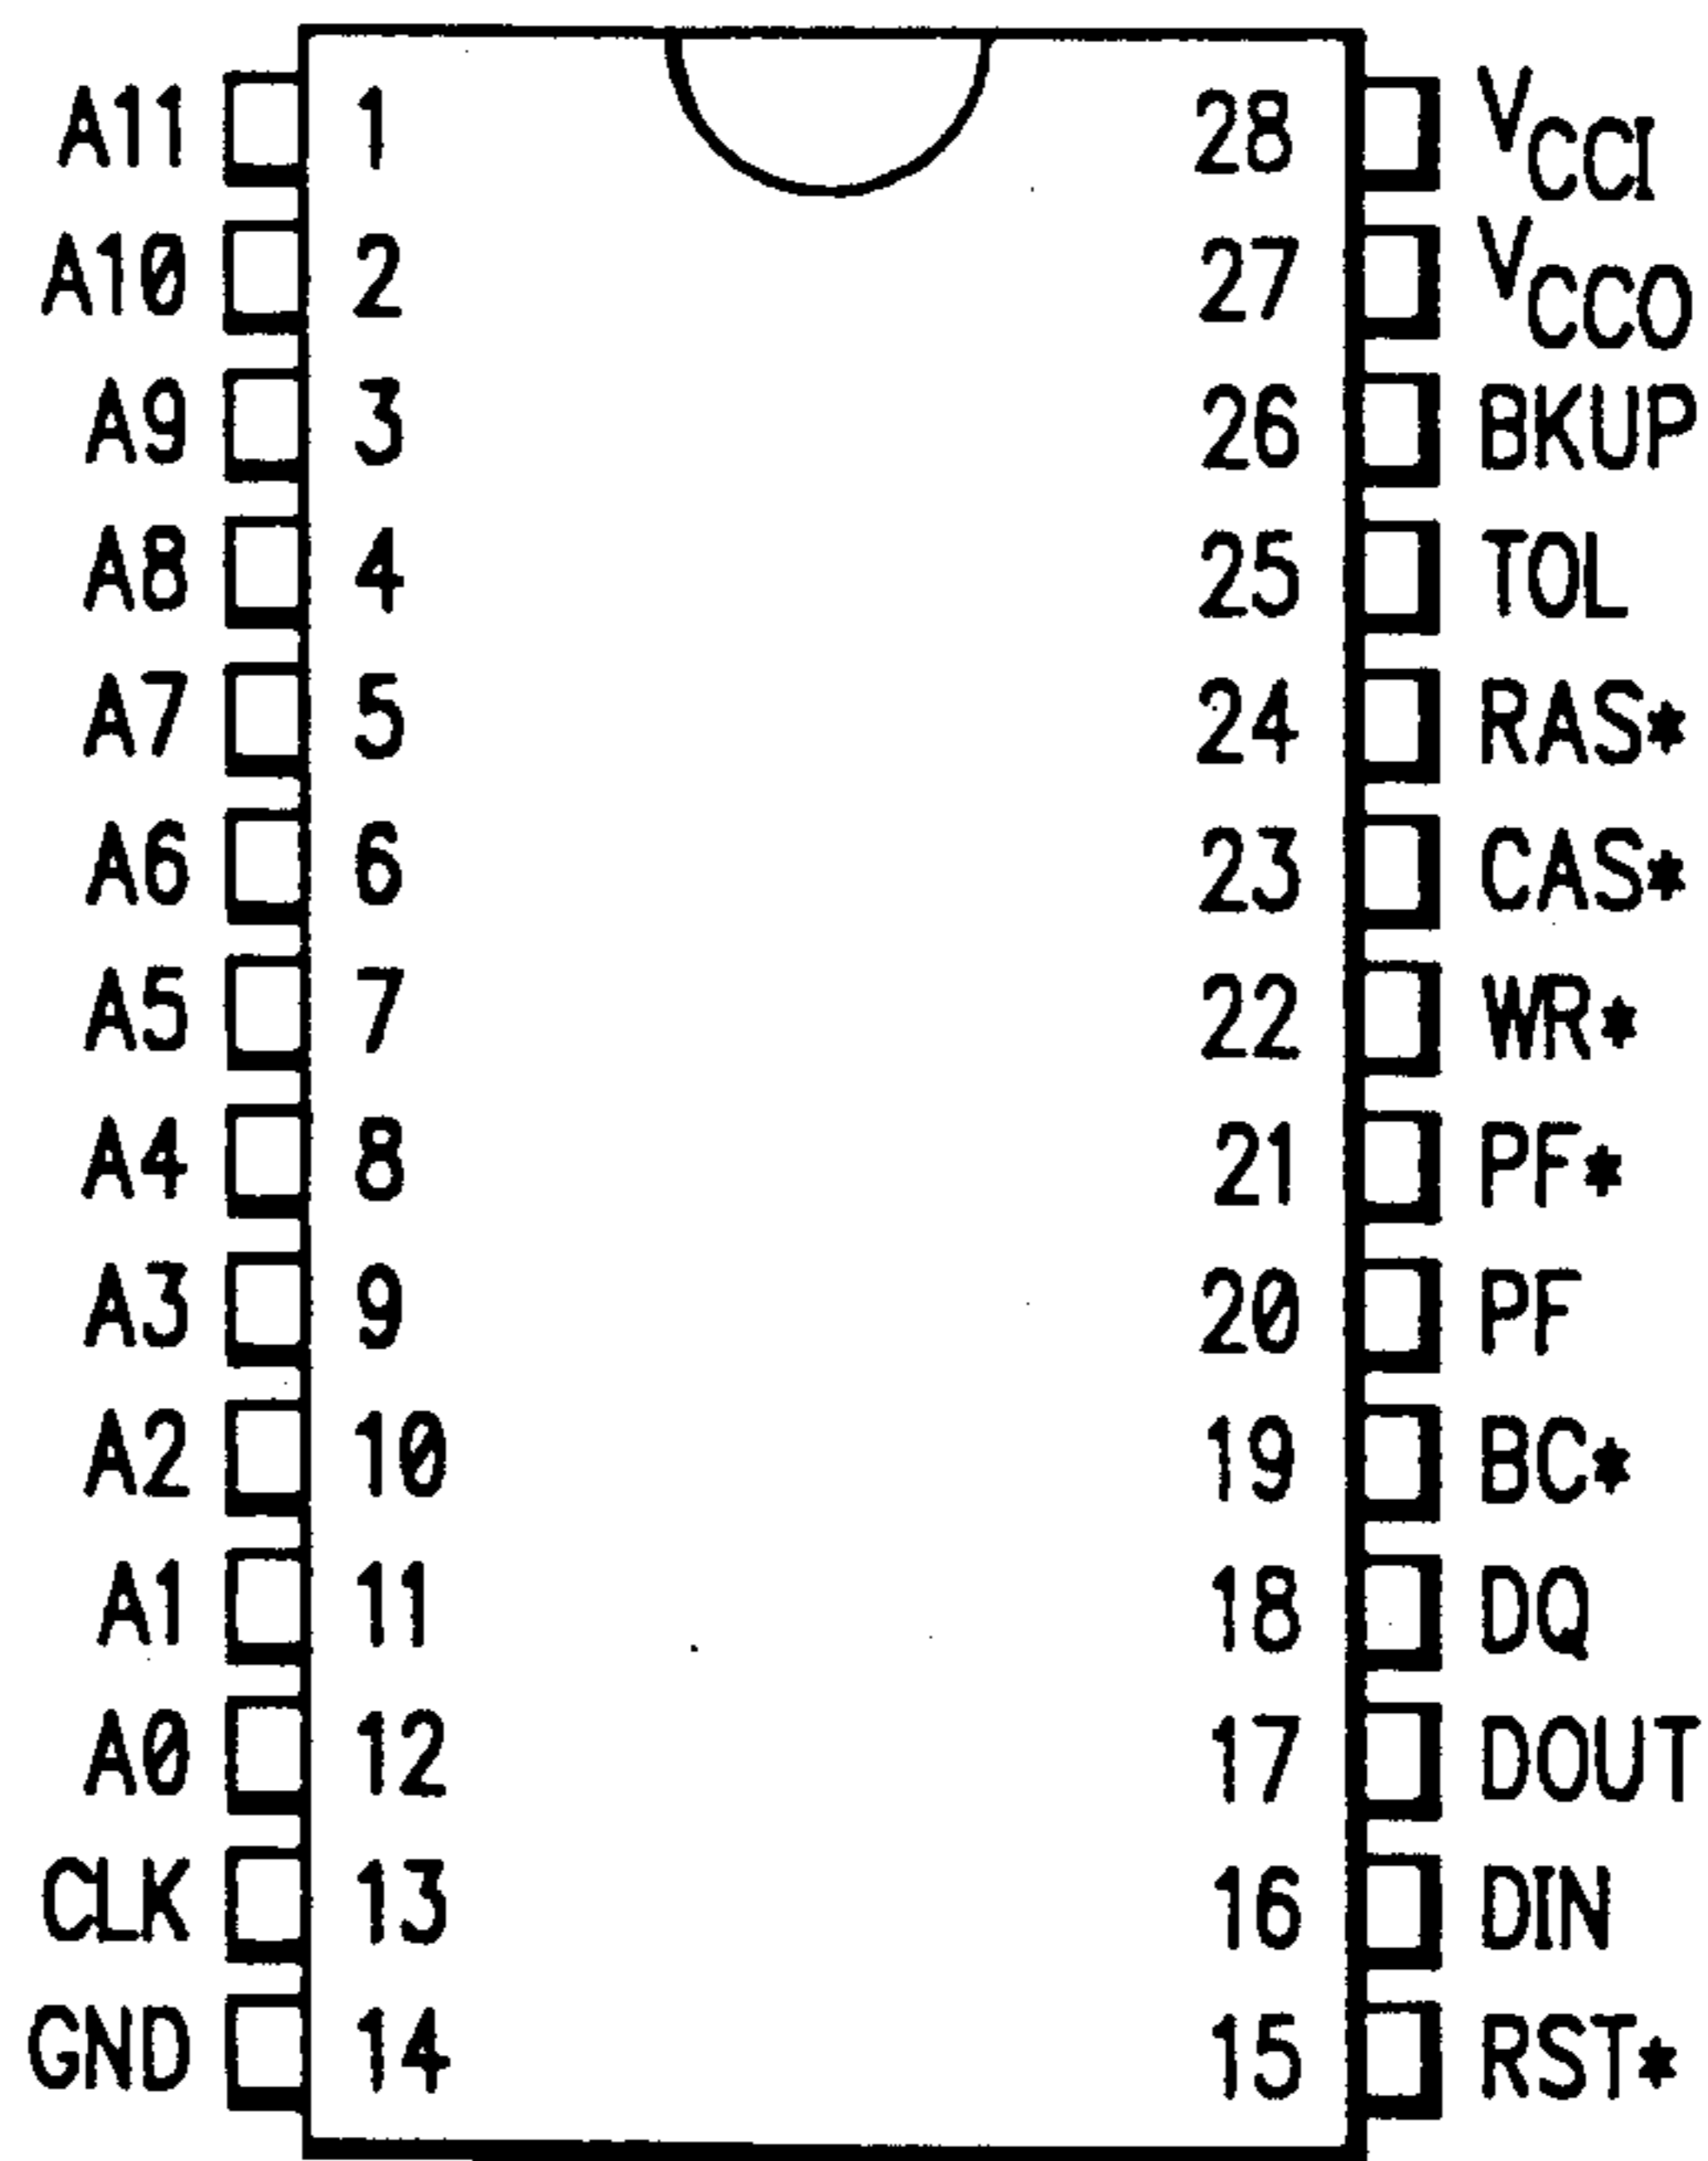 A11 1 28 VCCI
A10 2 27 VCCO
A9 3 26 BKUP
A8 4 25 TOL
A7 5 24 RAS*
A6 6 23 CAS*
A5 7 22 WR*
A4 8 21 PF*
A3 9 20 PF
A2 10 19 BC*
A1 11 18 DQ
A0 12 17 DOUT
CLK 13 16 DIN
GND 14 15 RST*